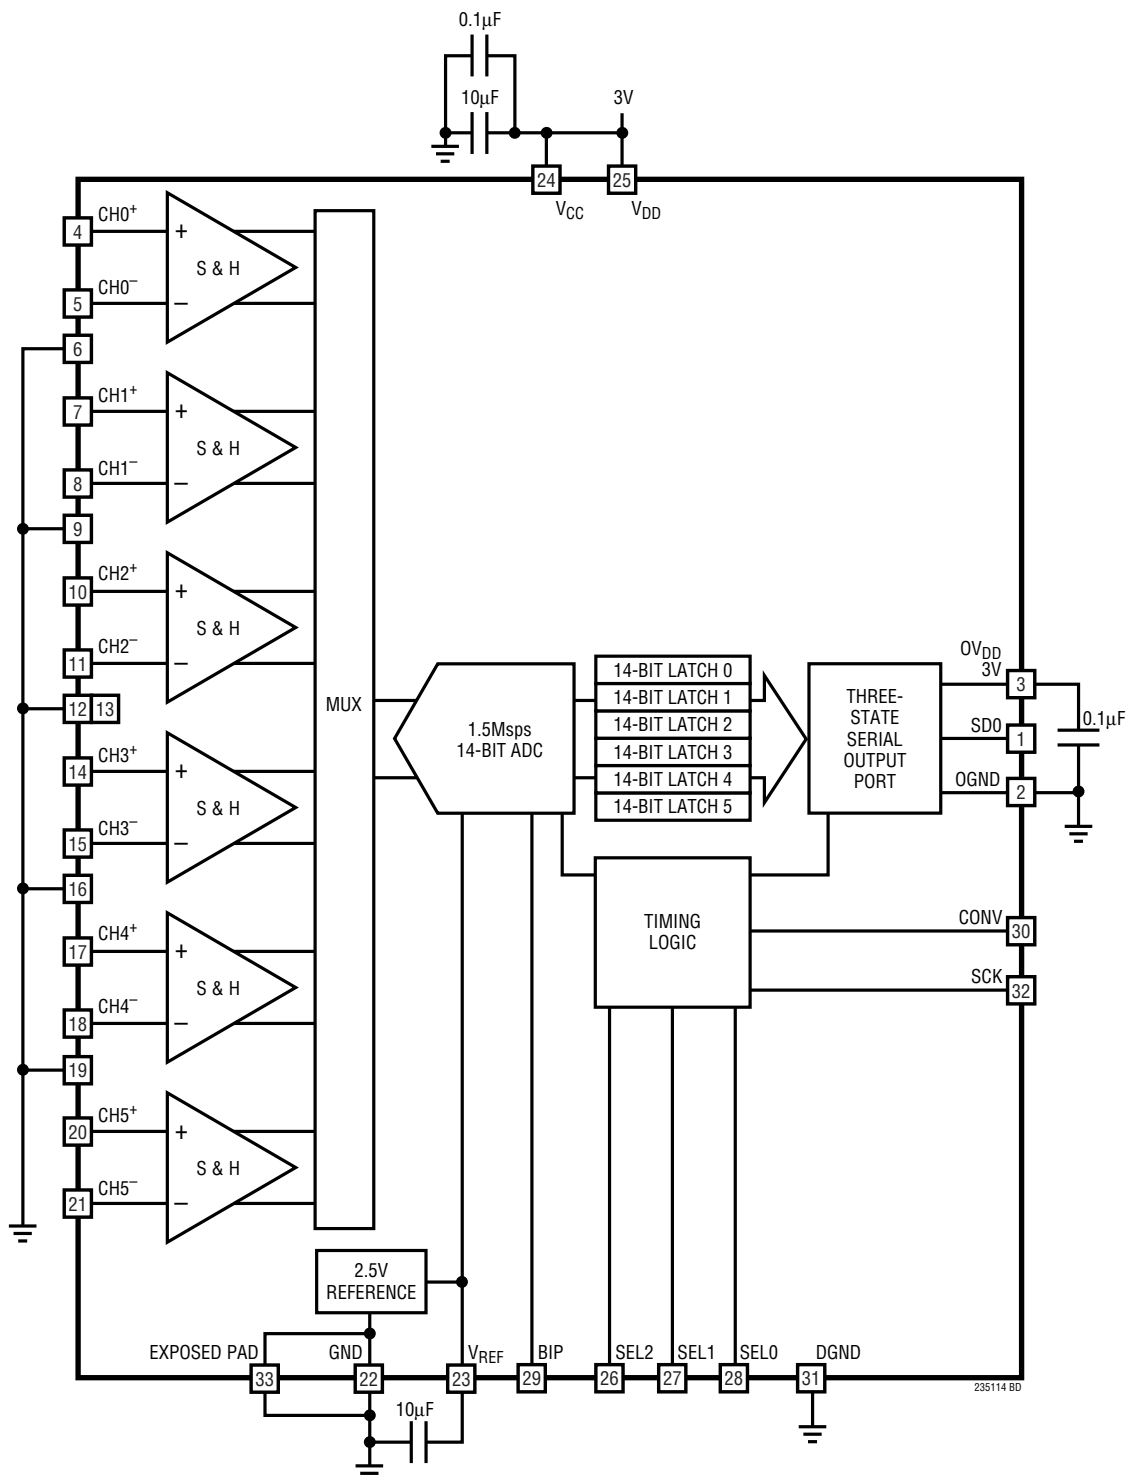 0.1µF
10µF
3V
24
25
VCC
VDD
4
CH0+
+
S & H
5
CH0–
–
6
7
CH1+
+
S & H
8
CH1–
–
9
10
CH2+
+
S & H
11
CH2–
–
12
13
14
CH3+
+
S & H
15
CH3–
–
16
17
CH4+
+
S & H
18
CH4–
–
19
20
CH5+
+
S & H
21
CH5–
–
MUX
1.5Msps
14-BIT ADC
14-BIT LATCH 0
14-BIT LATCH 1
14-BIT LATCH 2
14-BIT LATCH 3
14-BIT LATCH 4
14-BIT LATCH 5
THREE-
STATE
SERIAL
OUTPUT
PORT
OVDD
3V
3
SD0
1
OGND
2
0.1µF
TIMING
LOGIC
CONV
30
SCK
32
2.5V
REFERENCE
EXPOSED PAD
33
GND
22
VREF
23
BIP
29
SEL2
26
SEL1
27
SEL0
28
DGND
31
10µF
235114 BD